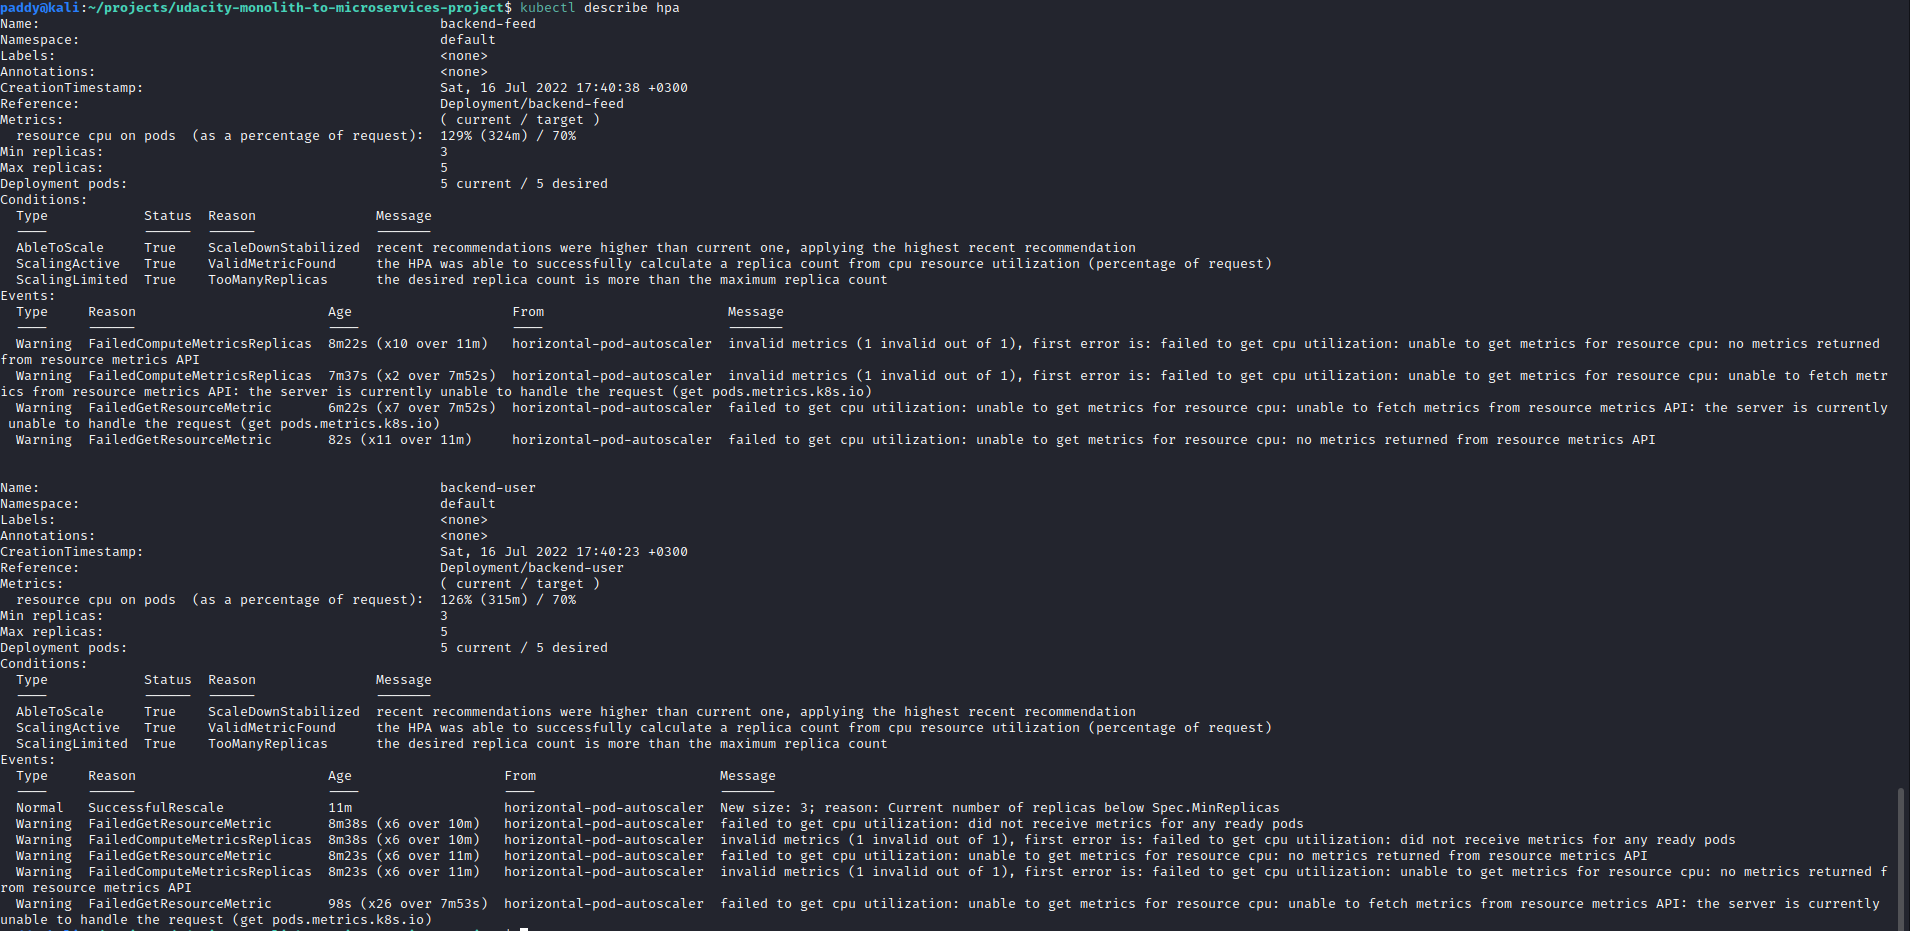 paddy@kali:~/projects/udacity-monolith-to-microservices-project$ kubectl describe hpa
Name:                                                  backend-feed
Namespace:                                             default
Labels:                                                <none>
Annotations:                                           <none>
CreationTimestamp:                                     Sat, 16 Jul 2022 17:40:38 +0300
Reference:                                             Deployment/backend-feed
Metrics:                                               ( current / target )
  resource cpu on pods  (as a percentage of request):  129% (324m) / 70%
Min replicas:                                          3
Max replicas:                                          5
Deployment pods:                                       5 current / 5 desired
Conditions:
  Type            Status  Reason               Message
  ----            ------  ------               -------
  AbleToScale     True    ScaleDownStabilized  recent recommendations were higher than current one, applying the highest recent recommendation
  ScalingActive   True    ValidMetricFound     the HPA was able to successfully calculate a replica count from cpu resource utilization (percentage of request)
  ScalingLimited  True    TooManyReplicas      the desired replica count is more than the maximum replica count
Events:
  Type     Reason                        Age                    From                       Message
  ----     ------                        ----                   ----                       -------
  Warning  FailedComputeMetricsReplicas  8m22s (x10 over 11m)   horizontal-pod-autoscaler  invalid metrics (1 invalid out of 1), first error is: failed to get cpu utilization: unable to get metrics for resource cpu: no metrics returned
from resource metrics API
  Warning  FailedComputeMetricsReplicas  7m37s (x2 over 7m52s)  horizontal-pod-autoscaler  invalid metrics (1 invalid out of 1), first error is: failed to get cpu utilization: unable to get metrics for resource cpu: unable to fetch metr
ics from resource metrics API: the server is currently unable to handle the request (get pods.metrics.k8s.io)
  Warning  FailedGetResourceMetric       6m22s (x7 over 7m52s)  horizontal-pod-autoscaler  failed to get cpu utilization: unable to get metrics for resource cpu: unable to fetch metrics from resource metrics API: the server is currently
 unable to handle the request (get pods.metrics.k8s.io)
  Warning  FailedGetResourceMetric       82s (x11 over 11m)     horizontal-pod-autoscaler  failed to get cpu utilization: unable to get metrics for resource cpu: no metrics returned from resource metrics API
Name:                                                  backend-user
Namespace:                                             default
Labels:                                                <none>
Annotations:                                           <none>
CreationTimestamp:                                     Sat, 16 Jul 2022 17:40:23 +0300
Reference:                                             Deployment/backend-user
Metrics:                                               ( current / target )
  resource cpu on pods  (as a percentage of request):  126% (315m) / 70%
Min replicas:                                          3
Max replicas:                                          5
Deployment pods:                                       5 current / 5 desired
Conditions:
  Type            Status  Reason               Message
  ----            ------  ------               -------
  AbleToScale     True    ScaleDownStabilized  recent recommendations were higher than current one, applying the highest recent recommendation
  ScalingActive   True    ValidMetricFound     the HPA was able to successfully calculate a replica count from cpu resource utilization (percentage of request)
  ScalingLimited  True    TooManyReplicas      the desired replica count is more than the maximum replica count
Events:
  Type     Reason                        Age                   From                       Message
  ----     ------                        ----                  ----                       -------
  Normal   SuccessfulRescale             11m                   horizontal-pod-autoscaler  New size: 3; reason: Current number of replicas below Spec.MinReplicas
  Warning  FailedGetResourceMetric       8m38s (x6 over 10m)   horizontal-pod-autoscaler  failed to get cpu utilization: did not receive metrics for any ready pods
  Warning  FailedComputeMetricsReplicas  8m38s (x6 over 10m)   horizontal-pod-autoscaler  invalid metrics (1 invalid out of 1), first error is: failed to get cpu utilization: did not receive metrics for any ready pods
  Warning  FailedGetResourceMetric       8m23s (x6 over 11m)   horizontal-pod-autoscaler  failed to get cpu utilization: unable to get metrics for resource cpu: no metrics returned from resource metrics API
  Warning  FailedComputeMetricsReplicas  8m23s (x6 over 11m)   horizontal-pod-autoscaler  invalid metrics (1 invalid out of 1), first error is: failed to get cpu utilization: unable to get metrics for resource cpu: no metrics returned f
rom resource metrics API
  Warning  FailedGetResourceMetric       98s (x26 over 7m53s)  horizontal-pod-autoscaler  failed to get cpu utilization: unable to get metrics for resource cpu: unable to fetch metrics from resource metrics API: the server is currently
unable to handle the request (get pods.metrics.k8s.io)